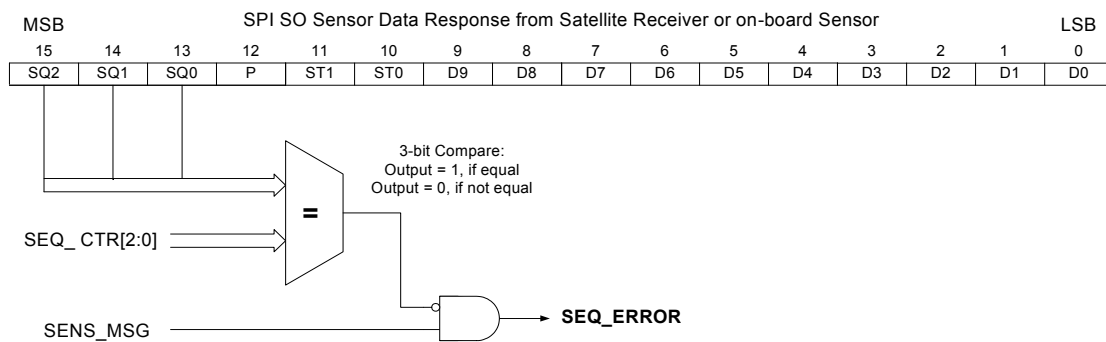 SPI SO Sensor Data Response from Satellite Receiver or on-board Sensor
MSB LSB
15 14 13 12 11 10 9 8 7 6 5 4 3 2 1 0
SQ2 SQ1 SQ0 P ST1 ST0 D9 D8 D7 D6 D5 D4 D3 D2 D1 D0
3-bit Compare:
Output = 1, if equal
Output = 0, if not equal
=
SEQ_ CTR[2:0]
SEQ_ERROR
SENS_MSG